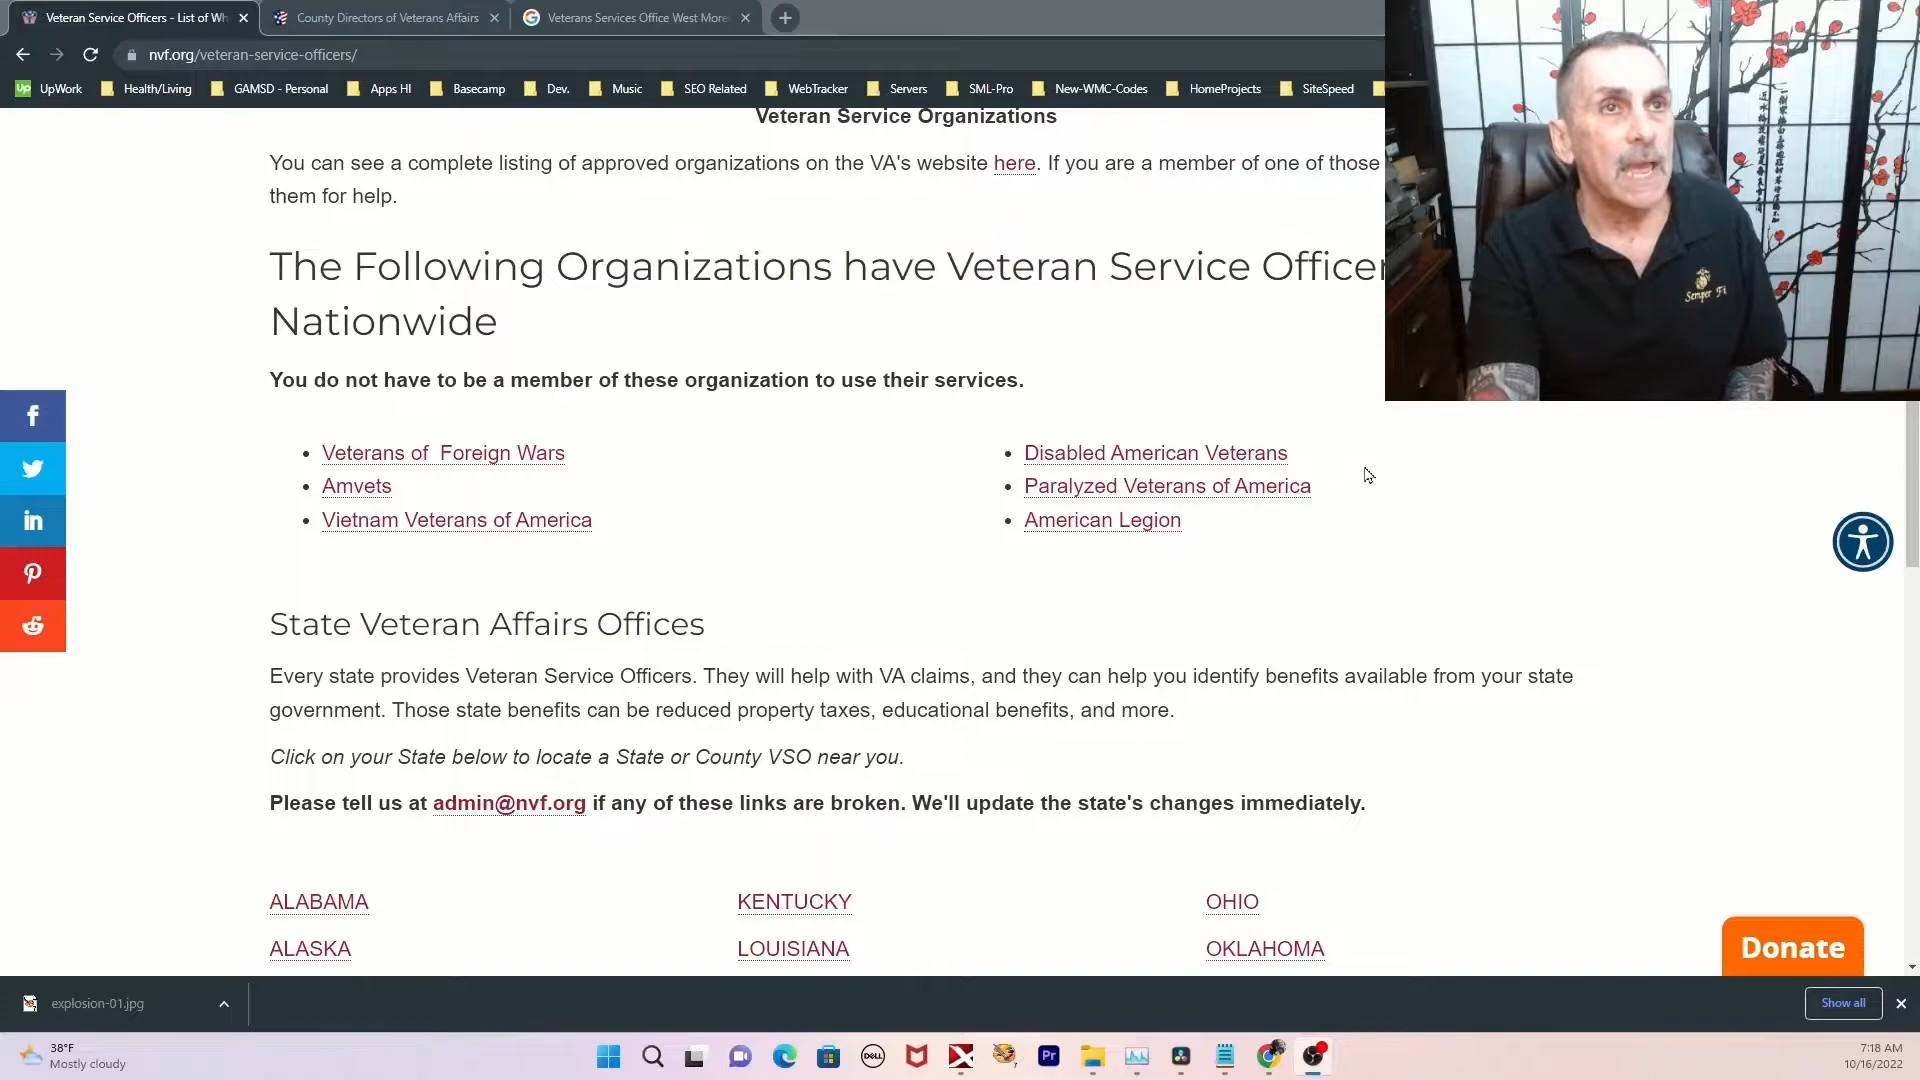 Veteran Service Officers - List of Wh
County Directors of Veterans Affairs
Veterans Services Office West More
nvf.org/veteran-service-officers/
Up UpWork
Health/Living
GAMSD - Personal
Apps HI
Basecamp
Dev.
Music
SEO Related
WebTracker
Servers
SML-Pro
New-WMC-Codes
HomeProjects
SiteSpeed
Veteran Service Organizations
You can see a complete listing of approved organizations on the VA's website here. If you are a member of one of those
them for help.
Semper Fi
The Following Organizations have Veteran Service Officer
Nationwide
You do not have to be a member of these organization to use their services.
Veterans of Foreign Wars
Amvets
Vietnam Veterans of America
Disabled American Veterans
Paralyzed Veterans of America
American Legion
State Veteran Affairs Offices
Every state provides Veteran Service Officers. They will help with VA claims, and they can help you identify benefits available from your state
government. Those state benefits can be reduced property taxes, educational benefits, and more.
Click on your State below to locate a State or County VSO near you.
Please tell us at admin@nvf.org if any of these links are broken. We'll update the state's changes immediately.
ALABAMA
KENTUCKY
OHIO
ALASKA
LOUISIANA
OKLAHOMA
Donate
explosion-01.jpg
Show all
38°F
Mostly cloudy
DELL
Pr
7:18 AM
10/16/2022